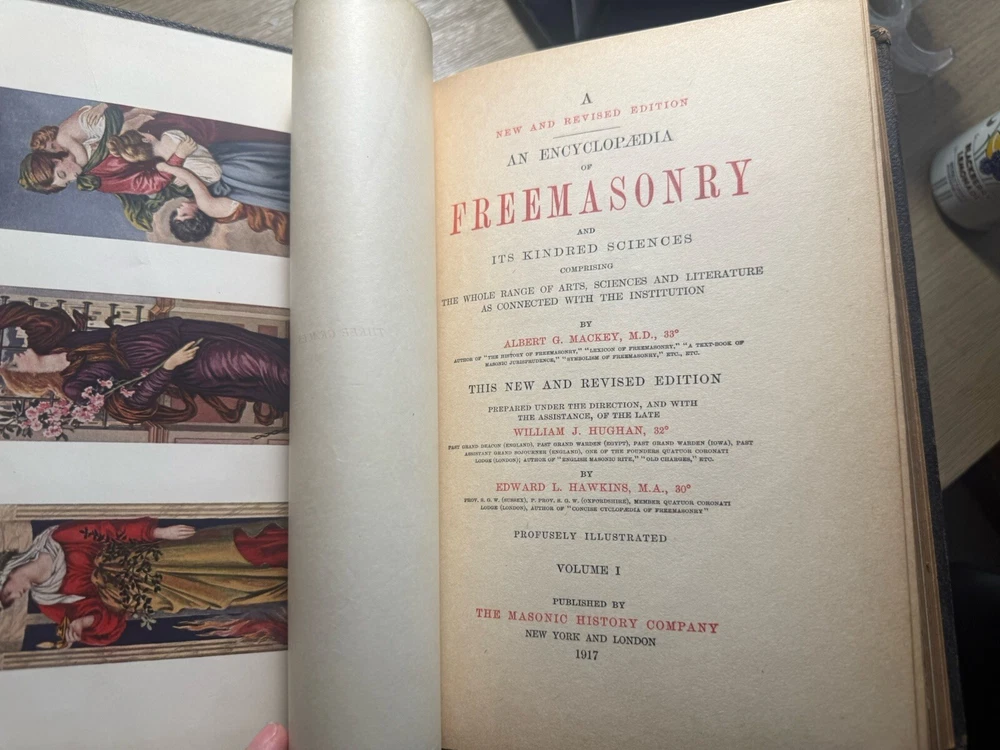 A
NEW AND REVISED EDITION
AN ENCYCLOPÆDIA
OF
FREEMASONRY
AND
ITS KINDRED SCIENCES
COMPRISING
THE WHOLE RANGE OF ARTS, SCIENCES AND LITERATURE
AS CONNECTED WITH THE INSTITUTION
BY
ALBERT G. MACKEY, M.D., 33°
AUTHOR OF "THE HISTORY OF FREEMASONRY," "LEXICON OF FREEMASONRY," "A TEXT-BOOK OF
MASONIC JURISPRUDENCE," "SYMBOLISM OF FREEMASONRY," ETC., ETC.
THIS NEW AND REVISED EDITION
PREPARED UNDER THE DIRECTION, AND WITH
THE ASSISTANCE, OF THE LATE
WILLIAM J. HUGHAN, 32°
PAST GRAND DEACON (ENGLAND), PAST GRAND WARDEN (EGYPT), PAST GRAND WARDEN (IOWA), PAST
ASSISTANT GRAND SOJOURNER (ENGLAND), ONE OF THE FOUNDERS QUATUOR CORONATI
LODGE (LONDON); AUTHOR OF "ENGLISH MASONIC RITE," "OLD CHARGES," ETC.
BY
EDWARD L. HAWKINS, M.A., 30°
PROV. S. G. W. (SUSSEX), P. PROV. S. G. W. (OXFORDSHIRE), MEMBER QUATUOR CORONATI
LODGE (LONDON), AUTHOR OF "CONCISE CYCLOPÆDIA OF FREEMASONRY"
PROFUSELY ILLUSTRATED
VOLUME I
PUBLISHED BY
THE MASONIC HISTORY COMPANY
NEW YORK AND LONDON
1917